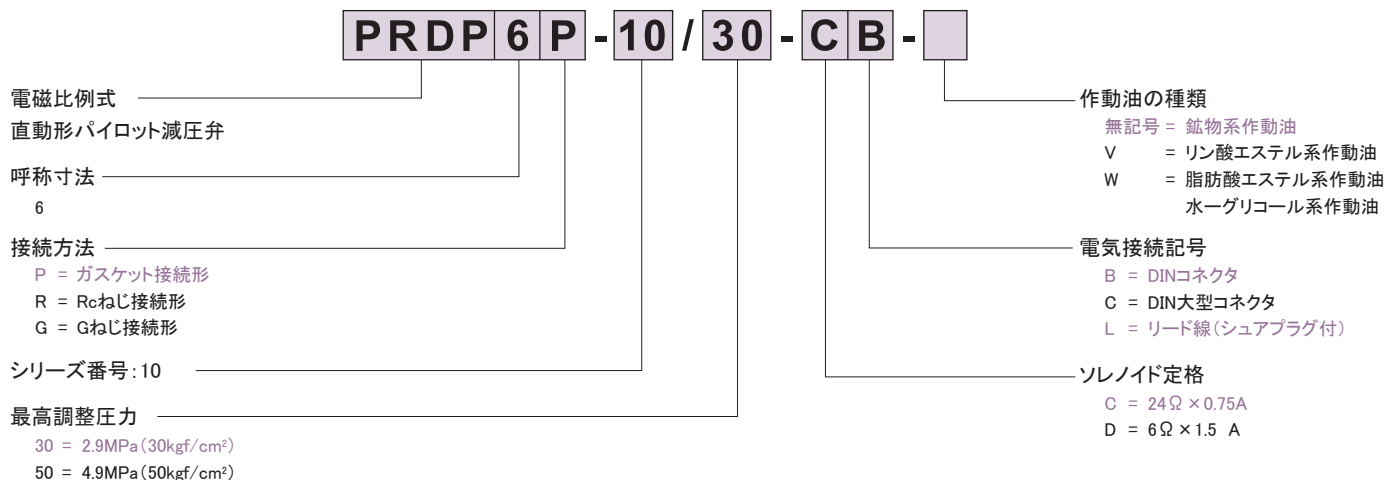 PRDP6P-10/30-CB-
電磁比例式
直動形パイロット減圧弁
呼称寸法
6
接続方法
P = ガスケット接続形
R = Rcねじ接続形
G = Gねじ接続形
シリーズ番号:10
最高調整圧力
30 = 2.9MPa(30kgf/cm²)
50 = 4.9MPa(50kgf/cm²)
作動油の種類
無記号 = 鉱物系作動油
V = リン酸エステル系作動油
W = 脂肪酸エステル系作動油
水ーグリコール系作動油
電気接続記号
B = DINコネクタ
C = DIN大型コネクタ
L = リード線(シュアプラグ付)
ソレノイド定格
C = 24Ω×0.75A
D = 6Ω×1.5 A